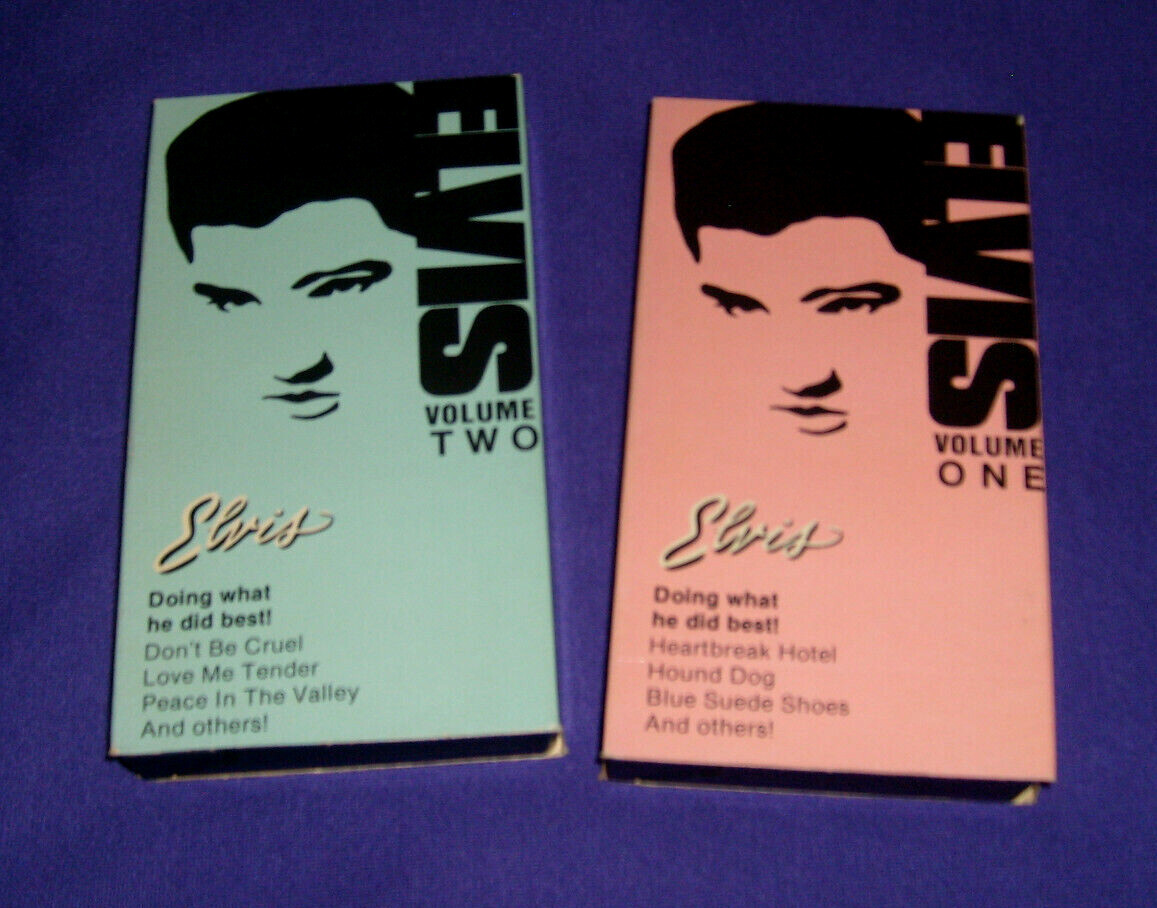 ELVIS
VOLUME
TWO
Elvis
Doing what
he did best!
Don't Be Cruel
Love Me Tender
Peace In The Valley
And others!
ELVIS
VOLUME
ONE
Elvis
Doing what
he did best!
Heartbreak Hotel
Hound Dog
Blue Suede Shoes
And others!